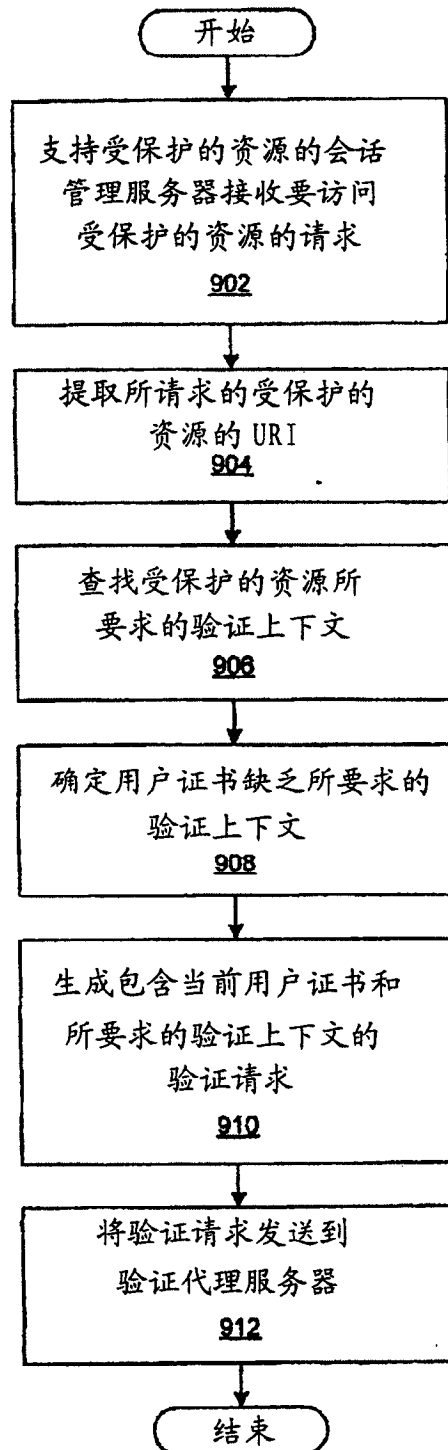 开始
支持受保护的资源的会话
管理服务器接收要访问
受保护的资源的请求
902
提取所请求的受保护的
资源的 URI
904
查找受保护的资源所
要求的验证上下文
906
确定用户证书缺乏所要求的
验证上下文
908
生成包含当前用户证书和
所要求的验证上下文的
验证请求
910
将验证请求发送到
验证代理服务器
912
结束